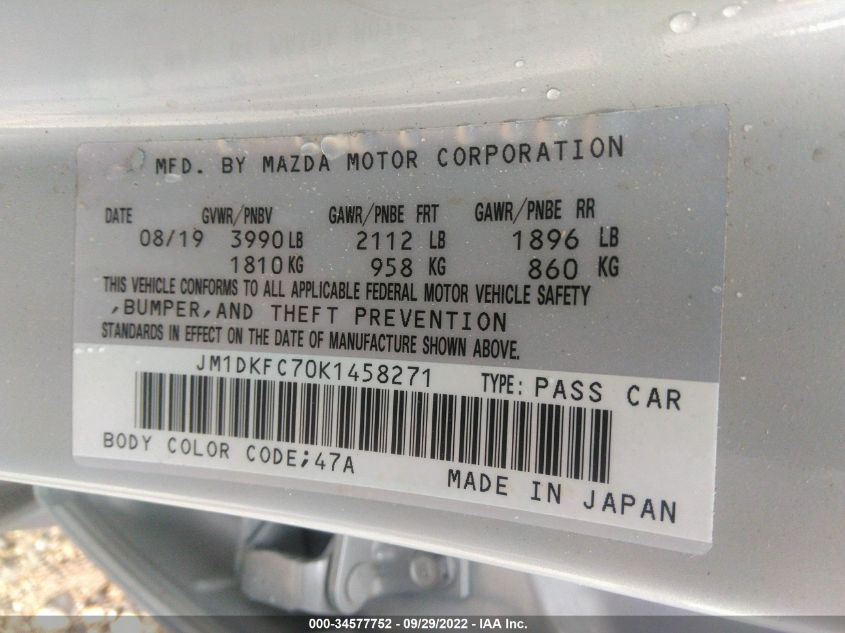 MFD. BY MAZDA MOTOR CORPORATION
DATE GVWR/PNBV GAWR/PNBE FRT GAWR/PNBE RR
08/19 3990 LB 2112 LB 1896 LB
1810 KG 958 KG 860 KG
THIS VEHICLE CONFORMS TO ALL APPLICABLE FEDERAL MOTOR VEHICLE SAFETY
,BUMPER,AND THEFT PREVENTION
STANDARDS IN EFFECT ON THE DATE OF MANUFACTURE SHOWN ABOVE.
JM1DKFC70K1458271 TYPE: PASS CAR
BODY COLOR CODE;47A
MADE IN JAPAN
000-34577752 - 09/29/2022 - IAA Inc.